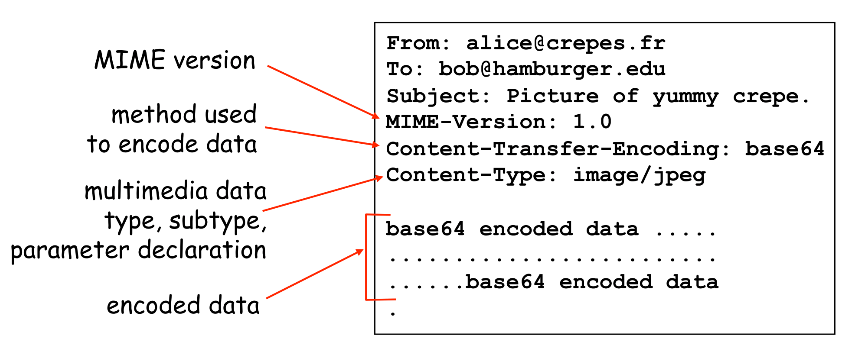 MIME version
method used
to encode data
multimedia data
type, subtype,
parameter declaration
encoded data
From: alice@crepes.fr
To: bob@hamburger.edu
Subject: Picture of yummy crepe.
MIME-Version: 1.0
Content-Transfer-Encoding: base64
Content-Type: image/jpeg
base64 encoded data .....
.........................
......base64 encoded data
.